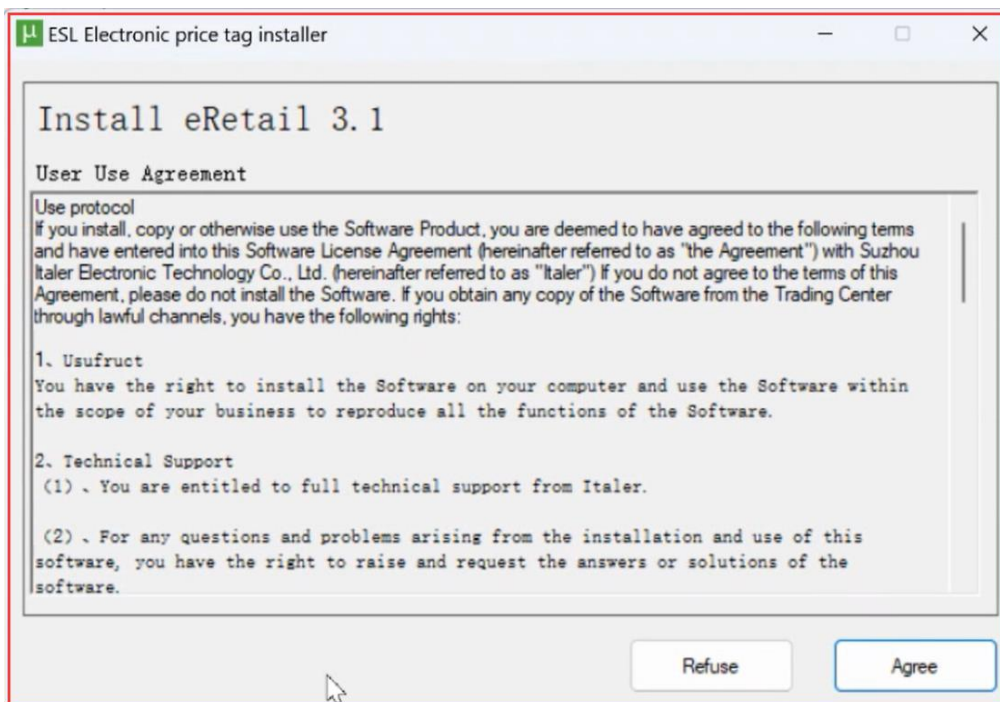 µ ESL Electronic price tag installer
Install eRetail 3.1
User Use Agreement
Use protocol
If you install, copy or otherwise use the Software Product, you are deemed to have agreed to the following terms
and have entered into this Software License Agreement (hereinafter referred to as "the Agreement") with Suzhou
Italer Electronic Technology Co., Ltd. (hereinafter referred to as "Italer") If you do not agree to the terms of this
Agreement, please do not install the Software. If you obtain any copy of the Software from the Trading Center
through lawful channels, you have the following rights:
1、Usufruct
You have the right to install the Software on your computer and use the Software within
the scope of your business to reproduce all the functions of the Software.
2、Technical Support
(1) 、You are entitled to full technical support from Italer.
(2) 、For any questions and problems arising from the installation and use of this
software, you have the right to raise and request the answers or solutions of the
software.
Refuse Agree